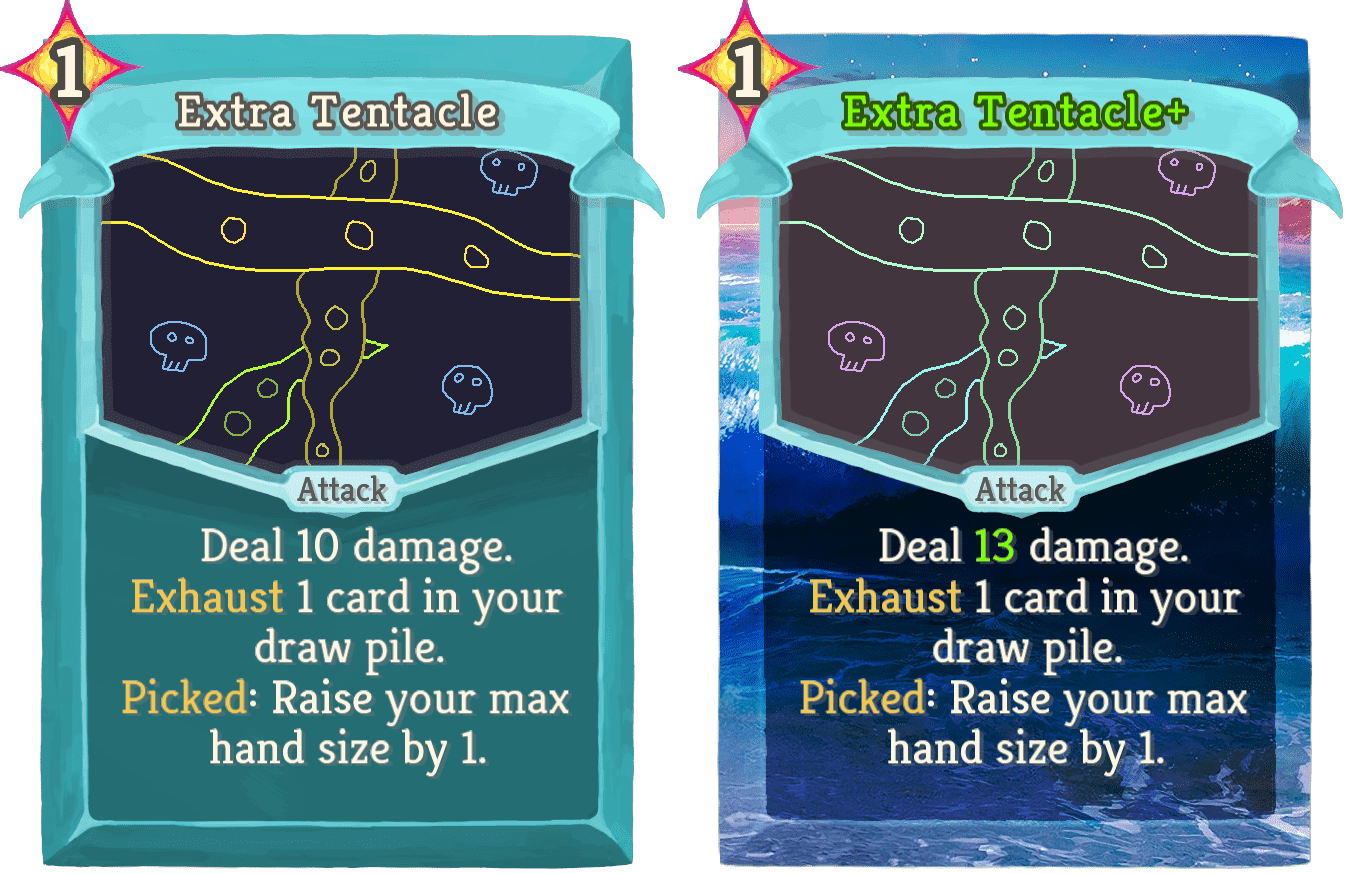 1
Extra Tentacle
Attack
Deal 10 damage.
Exhaust 1 card in your
draw pile.
Picked: Raise your max
hand size by 1.
1
Extra Tentacle+
Attack
Deal 13 damage.
Exhaust 1 card in your
draw pile.
Picked: Raise your max
hand size by 1.